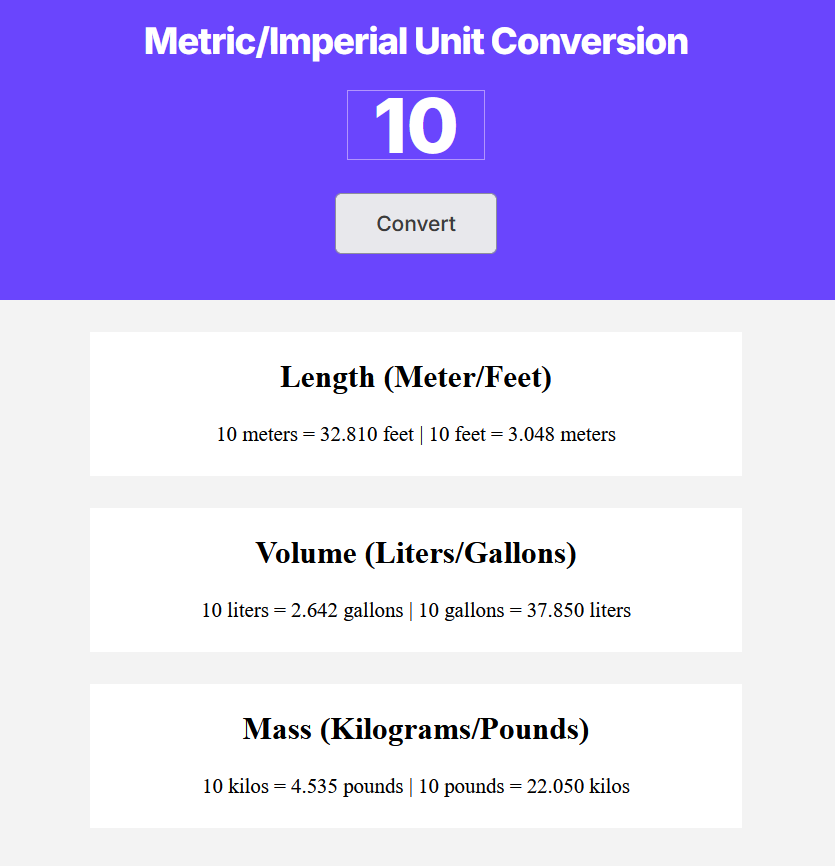 Metric/Imperial Unit Conversion
10
Convert
Length (Meter/Feet)
10 meters = 32.810 feet | 10 feet = 3.048 meters
Volume (Liters/Gallons)
10 liters = 2.642 gallons | 10 gallons = 37.850 liters
Mass (Kilograms/Pounds)
10 kilos = 4.535 pounds | 10 pounds = 22.050 kilos